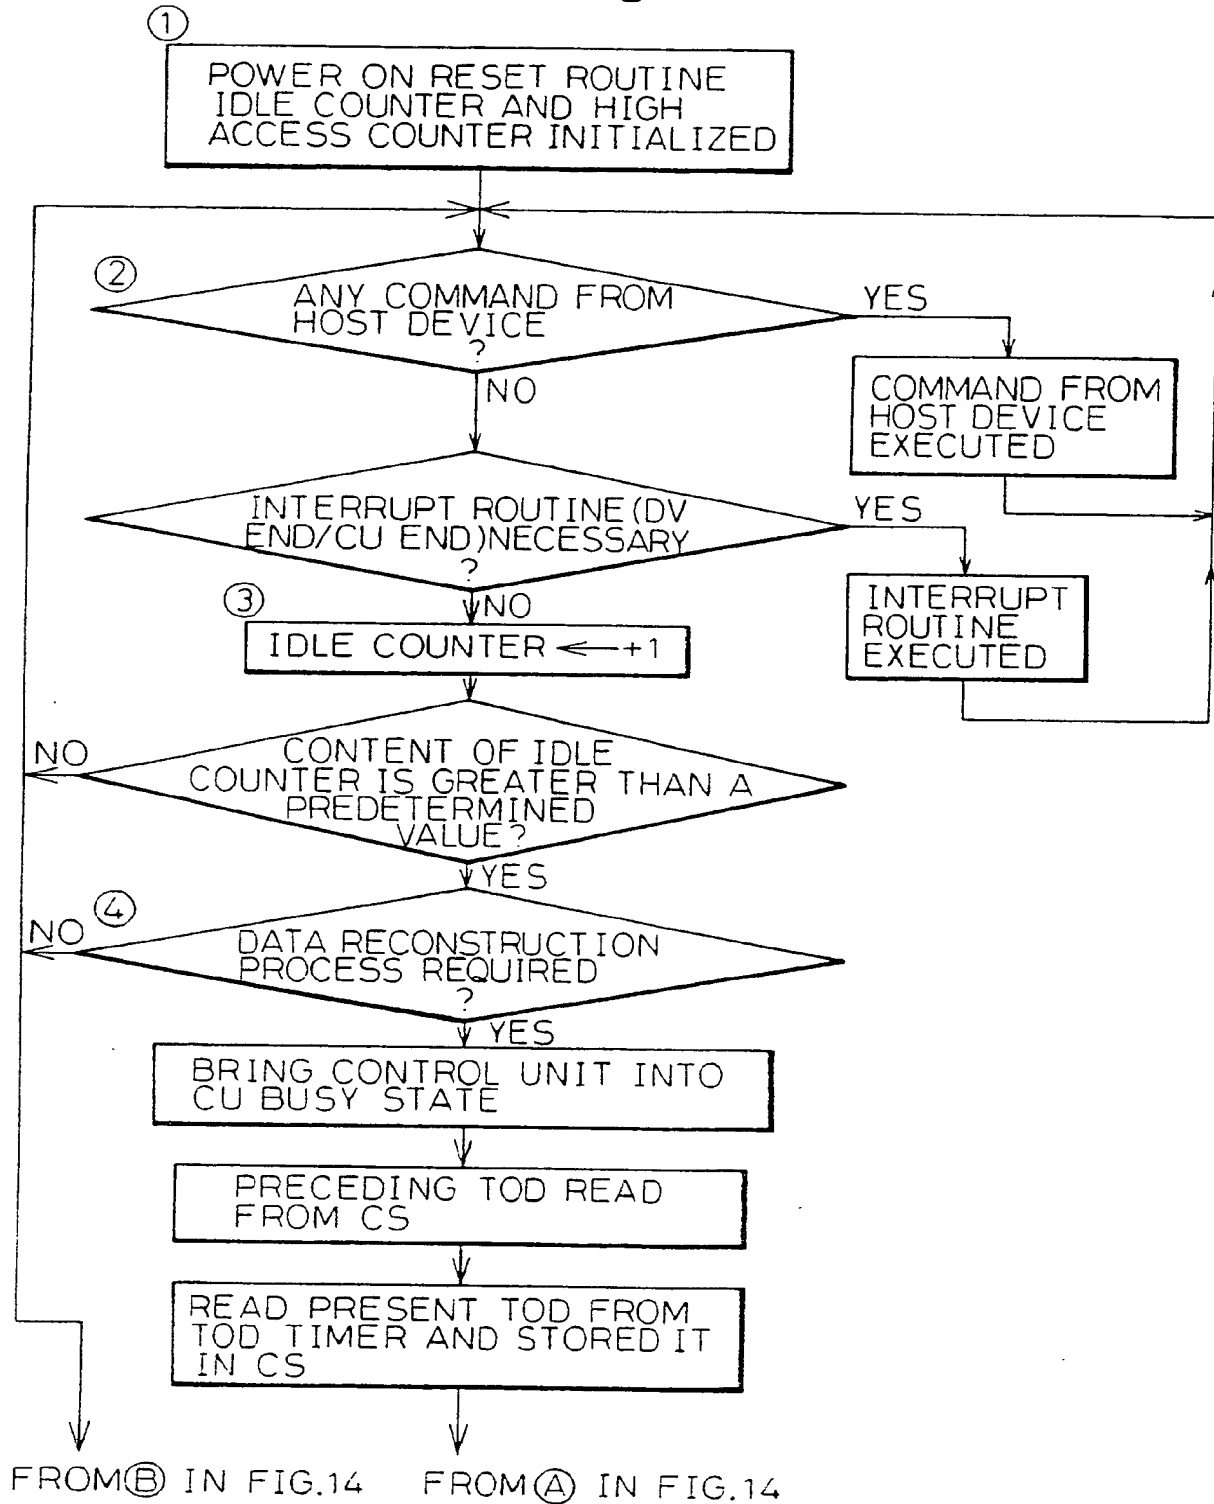 ①
POWER ON RESET ROUTINE
IDLE COUNTER AND HIGH
ACCESS COUNTER INITIALIZED
②
ANY COMMAND FROM
HOST DEVICE
?
YES
NO
COMMAND FROM
HOST DEVICE
EXECUTED
INTERRUPT ROUTINE(DV
END/CU END)NECESSARY
?
YES
NO
INTERRUPT
ROUTINE
EXECUTED
③
IDLE COUNTER ←+1
CONTENT OF IDLE
COUNTER IS GREATER THAN A
PREDETERMINED
VALUE?
NO
YES
④
DATA RECONSTRUCTION
PROCESS REQUIRED
?
NO
YES
BRING CONTROL UNIT INTO
CU BUSY STATE
PRECEDING TOD READ
FROM CS
READ PRESENT TOD FROM
TOD TIMER AND STORED IT
IN CS
FROM Ⓑ IN FIG.14
FROM Ⓐ IN FIG.14